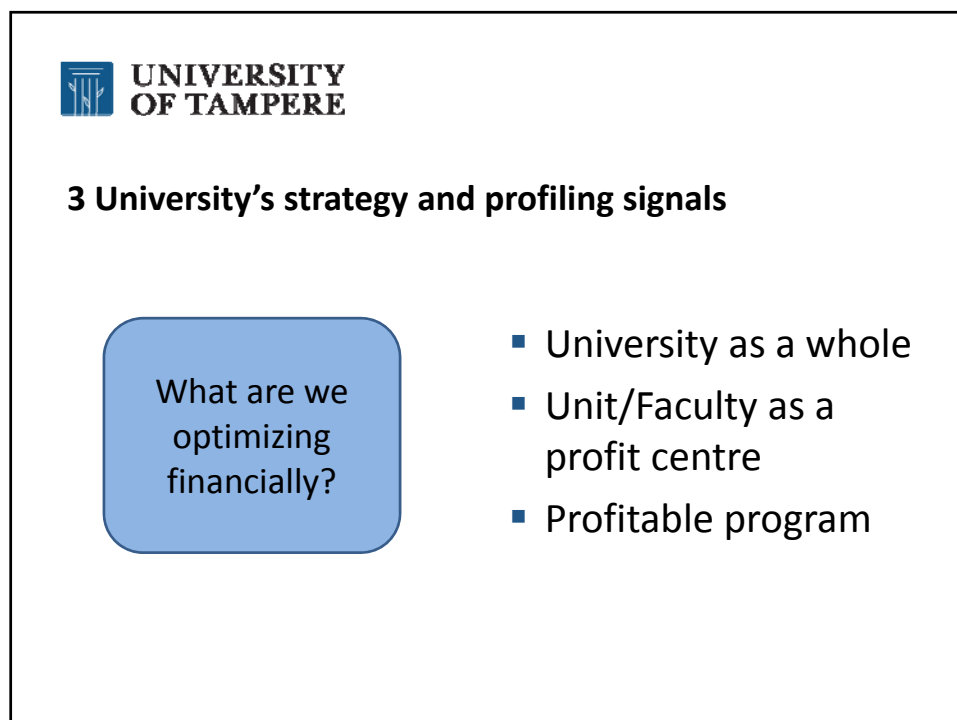 UNIVERSITY
OF TAMPERE
3 University’s strategy and profiling signals
What are we
optimizing
financially?
▪ University as a whole
▪ Unit/Faculty as a
profit centre
▪ Profitable program